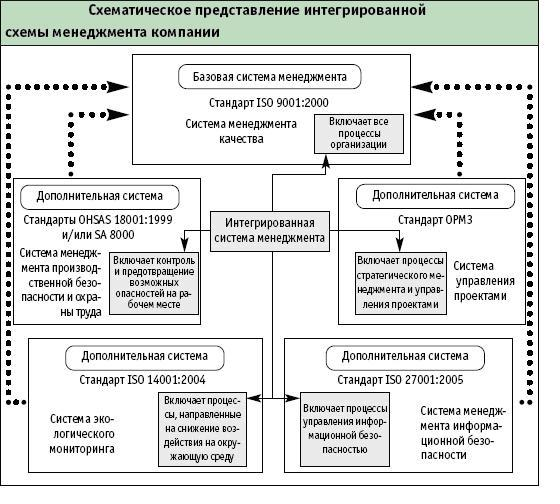 Схематическое представление интегрированной
схемы менеджмента компании
Базовая система менеджмента
Стандарт ISO 9001:2000
Система менеджмента
качества
Включает все
процессы
организации
Дополнительная система
Стандарты OHSAS 18001:1999
и/или SA 8000
Система менедж-
мента производ-
ственной безо-
пасности и охра-
ны труда
Включает контроль
и предотвращение
возможных
опасностей на ра-
бочем месте
Интегрированная
система менеджмента
Дополнительная система
Стандарт ОРМ3
Включает процессы
стратегического ме-
неджмента и управ-
ления проектами
Система
управления
проектами
Дополнительная система
Стандарт ISO 14001:2004
Система эко-
логического
мониторинга
Включает процес-
сы, направленные
на снижение воз-
действия на окру-
жающую среду
Дополнительная система
Стандарт ISO 27001:2005
Включает процессы
управления инфор-
мационной безо-
пасностью
Система менедж-
мента информа-
ционной безо-
пасности